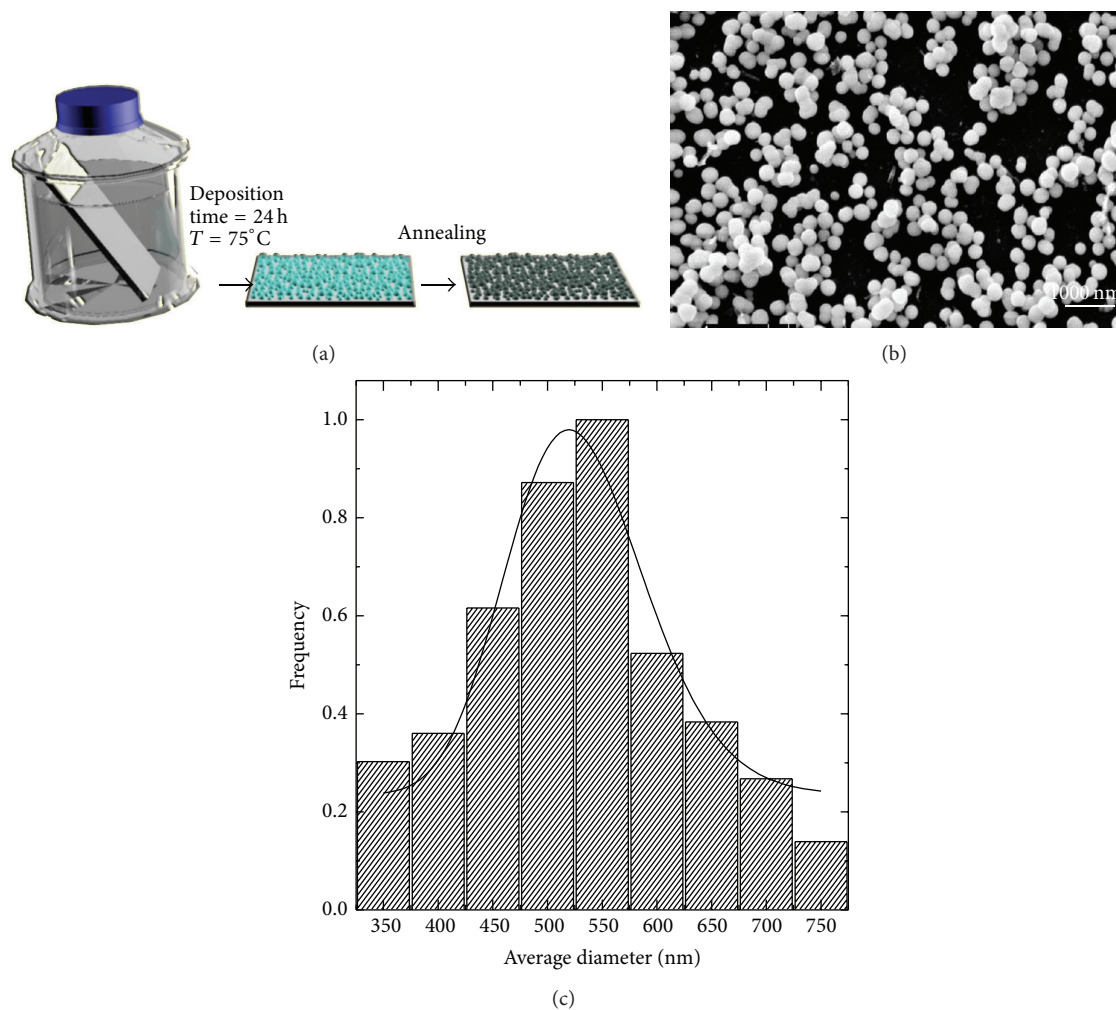 Deposition
time = 24 h
T = 75°C
Annealing
1000 nm
(a)
(b)
1.0
0.8
0.6
0.4
0.2
0.0
Frequency
350 400 450 500 550 600 650 700 750
Average diameter (nm)
(c)